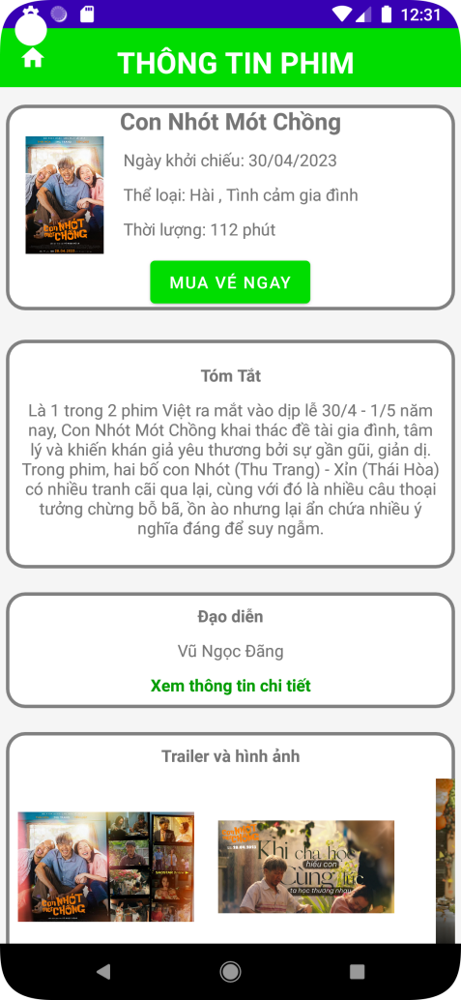 12:31
THÔNG TIN PHIM
Con Nhót Mót Chồng
Ngày khởi chiếu: 30/04/2023
Thể loại: Hài , Tình cảm gia đình
Thời lượng: 112 phút
CON NHÓT
MÓT CHỒNG
MUA VÉ NGAY
Tóm Tắt
Là 1 trong 2 phim Việt ra mắt vào dịp lễ 30/4 - 1/5 năm
nay, Con Nhót Mót Chồng khai thác đề tài gia đình, tâm
lý và khiến khán giả yêu thương bởi sự gần gũi, giản dị.
Trong phim, hai bố con Nhót (Thu Trang) - Xỉn (Thái Hòa)
có nhiều tranh cãi qua lại, cùng với đó là nhiều câu thoại
tưởng chừng bỗ bã, ồn ào nhưng lại ẩn chứa nhiều ý
nghĩa đáng để suy ngẫm.
Đạo diễn
Vũ Ngọc Đãng
Xem thông tin chi tiết
Trailer và hình ảnh
CON NHÓT
MÓT CHỒNG
Khi cha học
hiểu con
Cùng Tức
ta học thương nhau